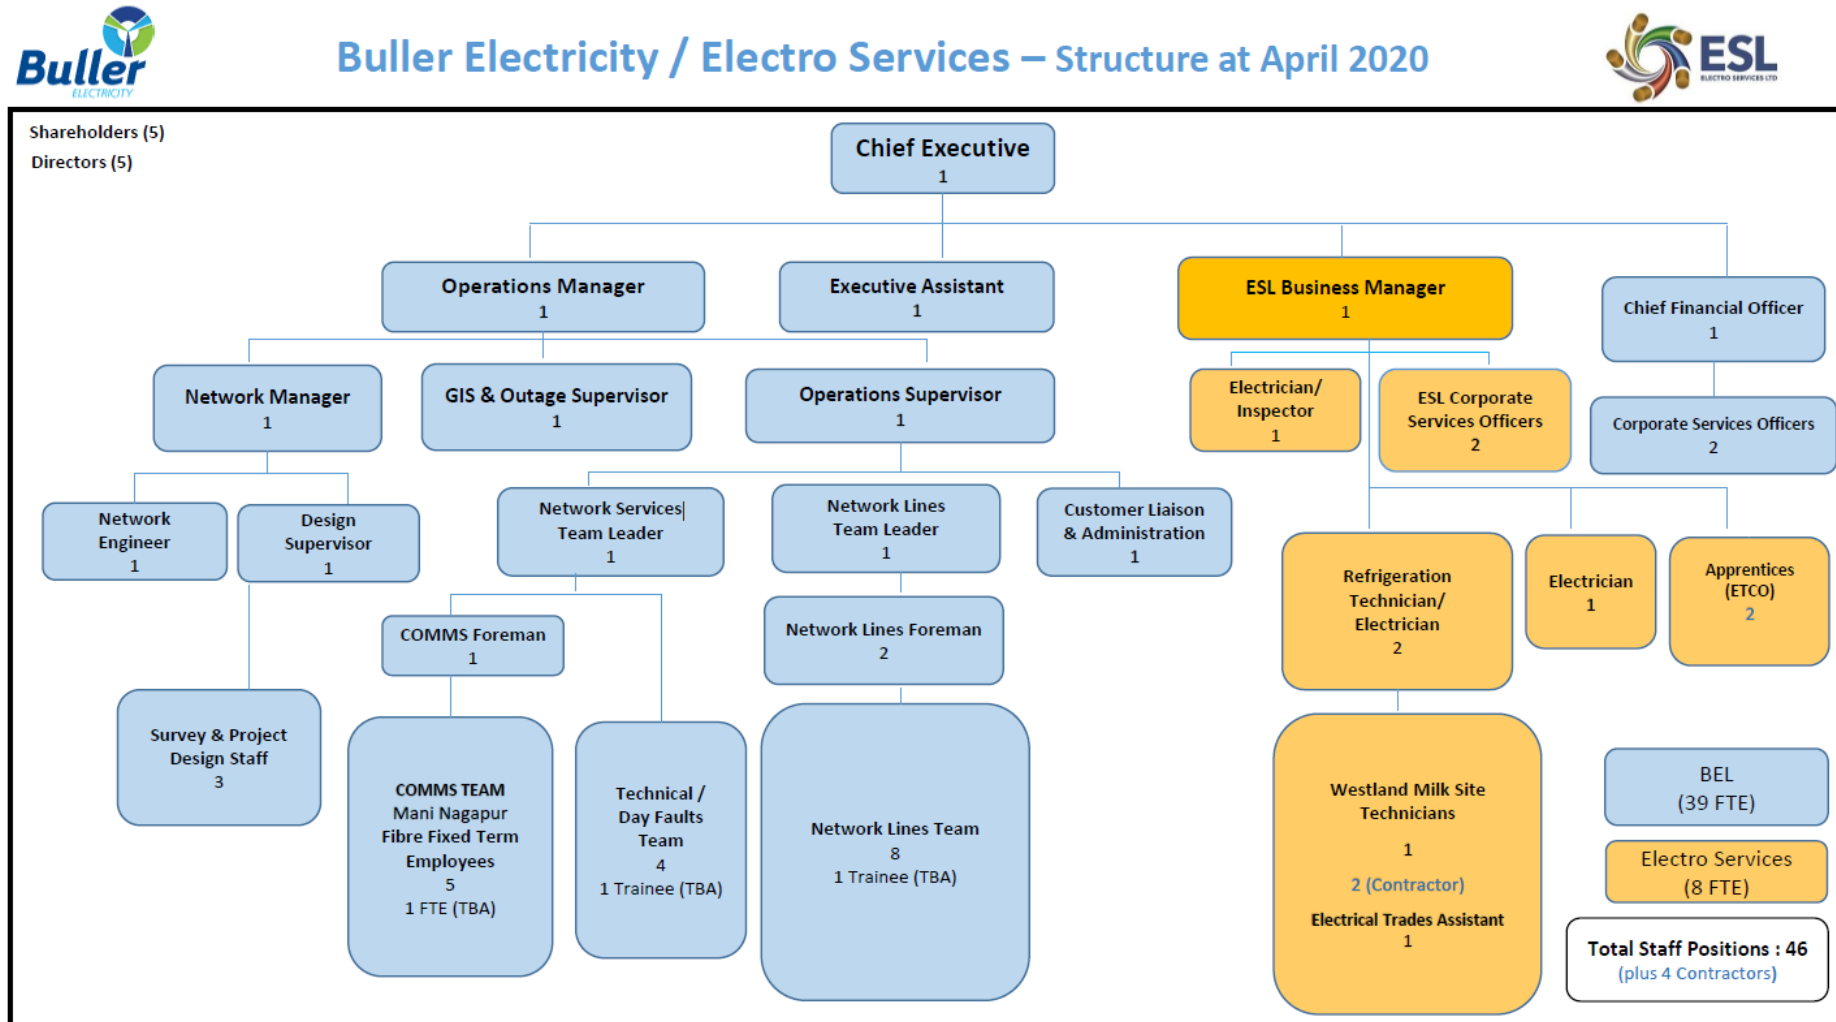 Buller
ELECTRICITY
Buller Electricity / Electro Services – Structure at April 2020
ESL
ELECTRO SERVICES LTD
Shareholders (5)
Directors (5)
Chief Executive
1
Operations Manager
1
Executive Assistant
1
ESL Business Manager
1
Chief Financial Officer
1
Network Manager
1
GIS & Outage Supervisor
1
Operations Supervisor
1
Electrician/
Inspector
1
ESL Corporate
Services Officers
2
Corporate Services Officers
2
Network
Engineer
1
Design
Supervisor
1
Network Services
Team Leader
1
Network Lines
Team Leader
1
Customer Liaison
& Administration
1
Refrigeration
Technician/
Electrician
2
Electrician
1
Apprentices
(ETCO)
2
COMMS Foreman
1
Network Lines Foreman
2
Survey & Project
Design Staff
3
COMMS TEAM
Mani Nagapur
Fibre Fixed Term
Employees
5
1 FTE (TBA)
Technical /
Day Faults
Team
4
1 Trainee (TBA)
Network Lines Team
8
1 Trainee (TBA)
Westland Milk Site
Technicians
1
2 (Contractor)
Electrical Trades Assistant
1
BEL
(39 FTE)
Electro Services
(8 FTE)
Total Staff Positions : 46
(plus 4 Contractors)